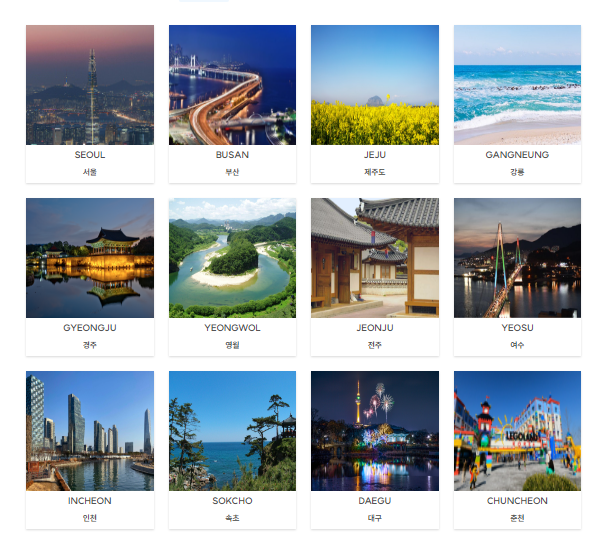 SEOUL
서울
BUSAN
부산
JEJU
제주도
GANGNEUNG
강릉
GYEONGJU
경주
YEONGWOL
영월
JEONJU
전주
YEOSU
여수
LEGOLAND
INCHEON
인천
SOKCHO
속초
DAEGU
대구
CHUNCHEON
춘천